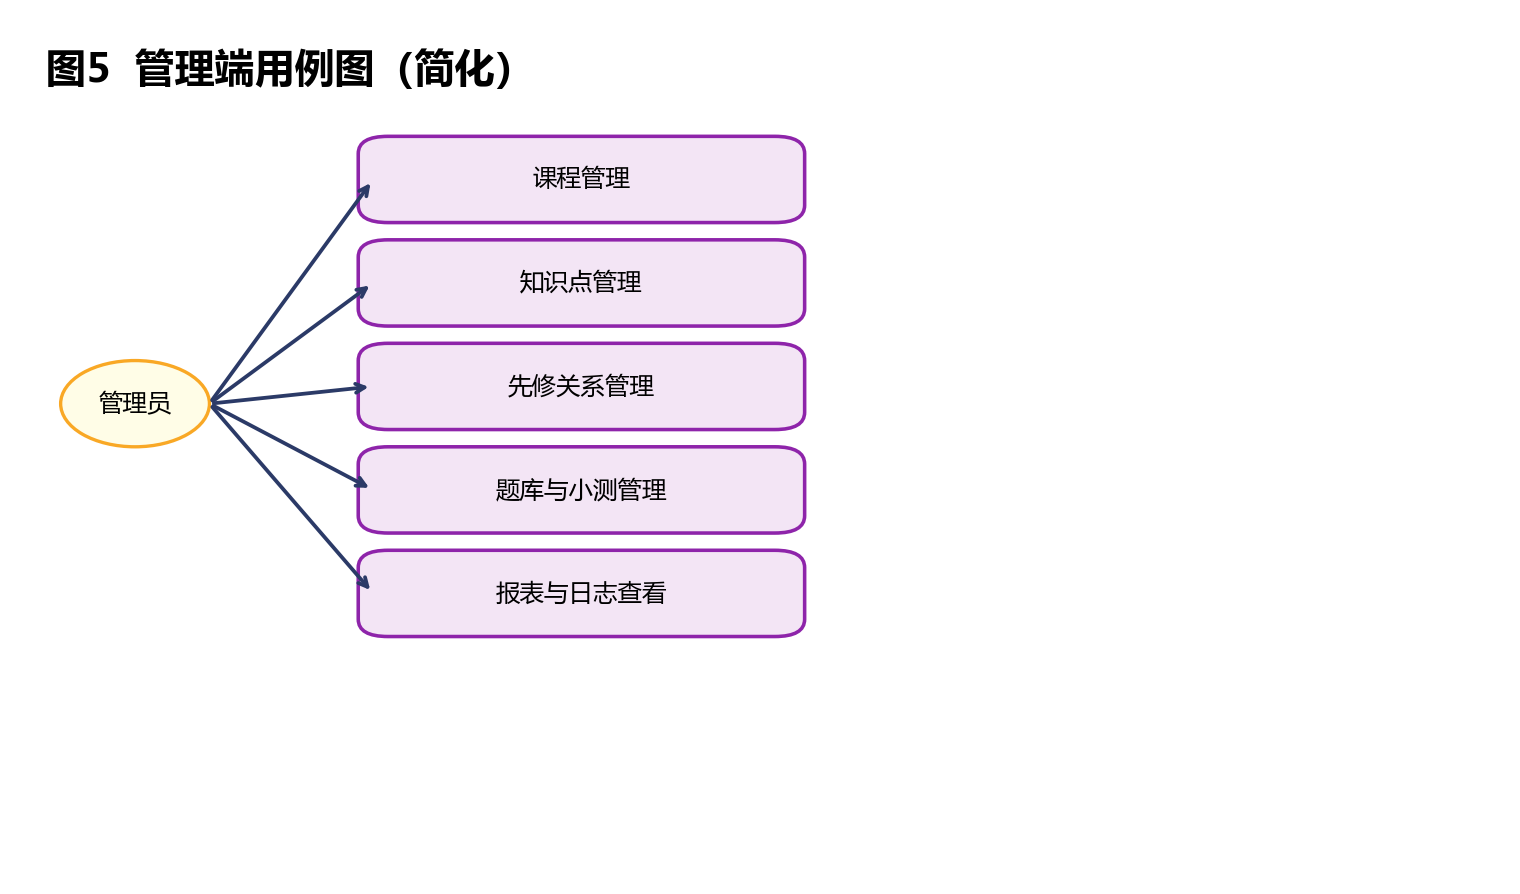 图5 管理端用例图（简化）
课程管理
知识点管理
先修关系管理
管理员
题库与小测管理
报表与日志查看